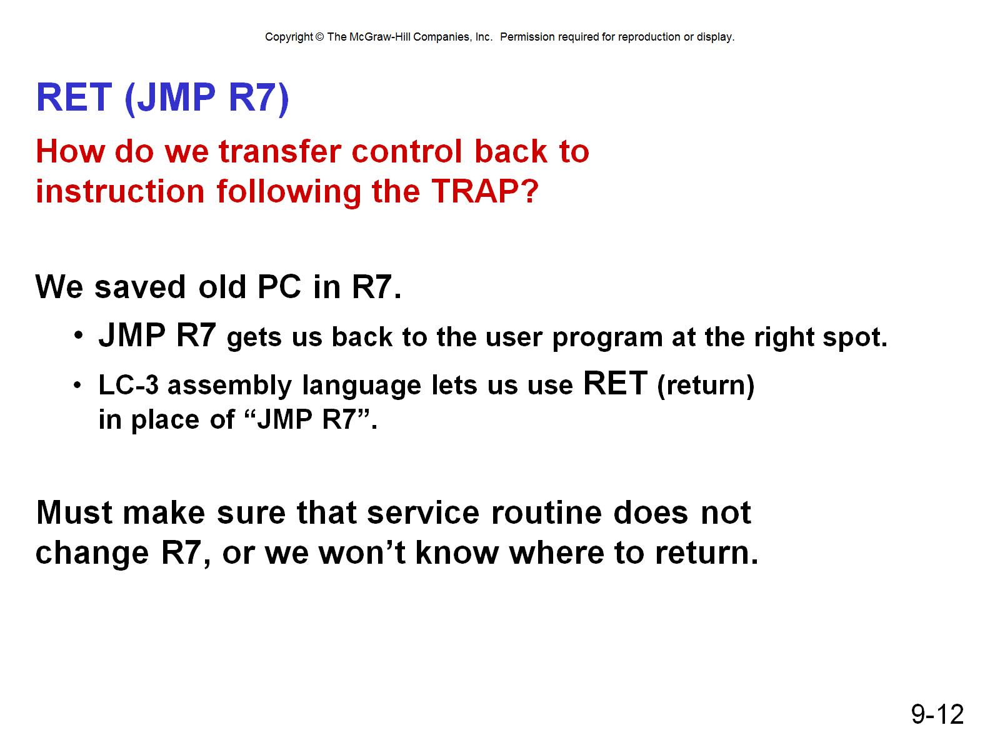 Copyright © The McGraw-Hill Companies, Inc.  Permission required for reproduction or display.
RET (JMP R7)
How do we transfer control back to
instruction following the TRAP?
We saved old PC in R7.
• JMP R7 gets us back to the user program at the right spot.
• LC-3 assembly language lets us use RET (return)
in place of “JMP R7”.
Must make sure that service routine does not
change R7, or we won’t know where to return.
9-12